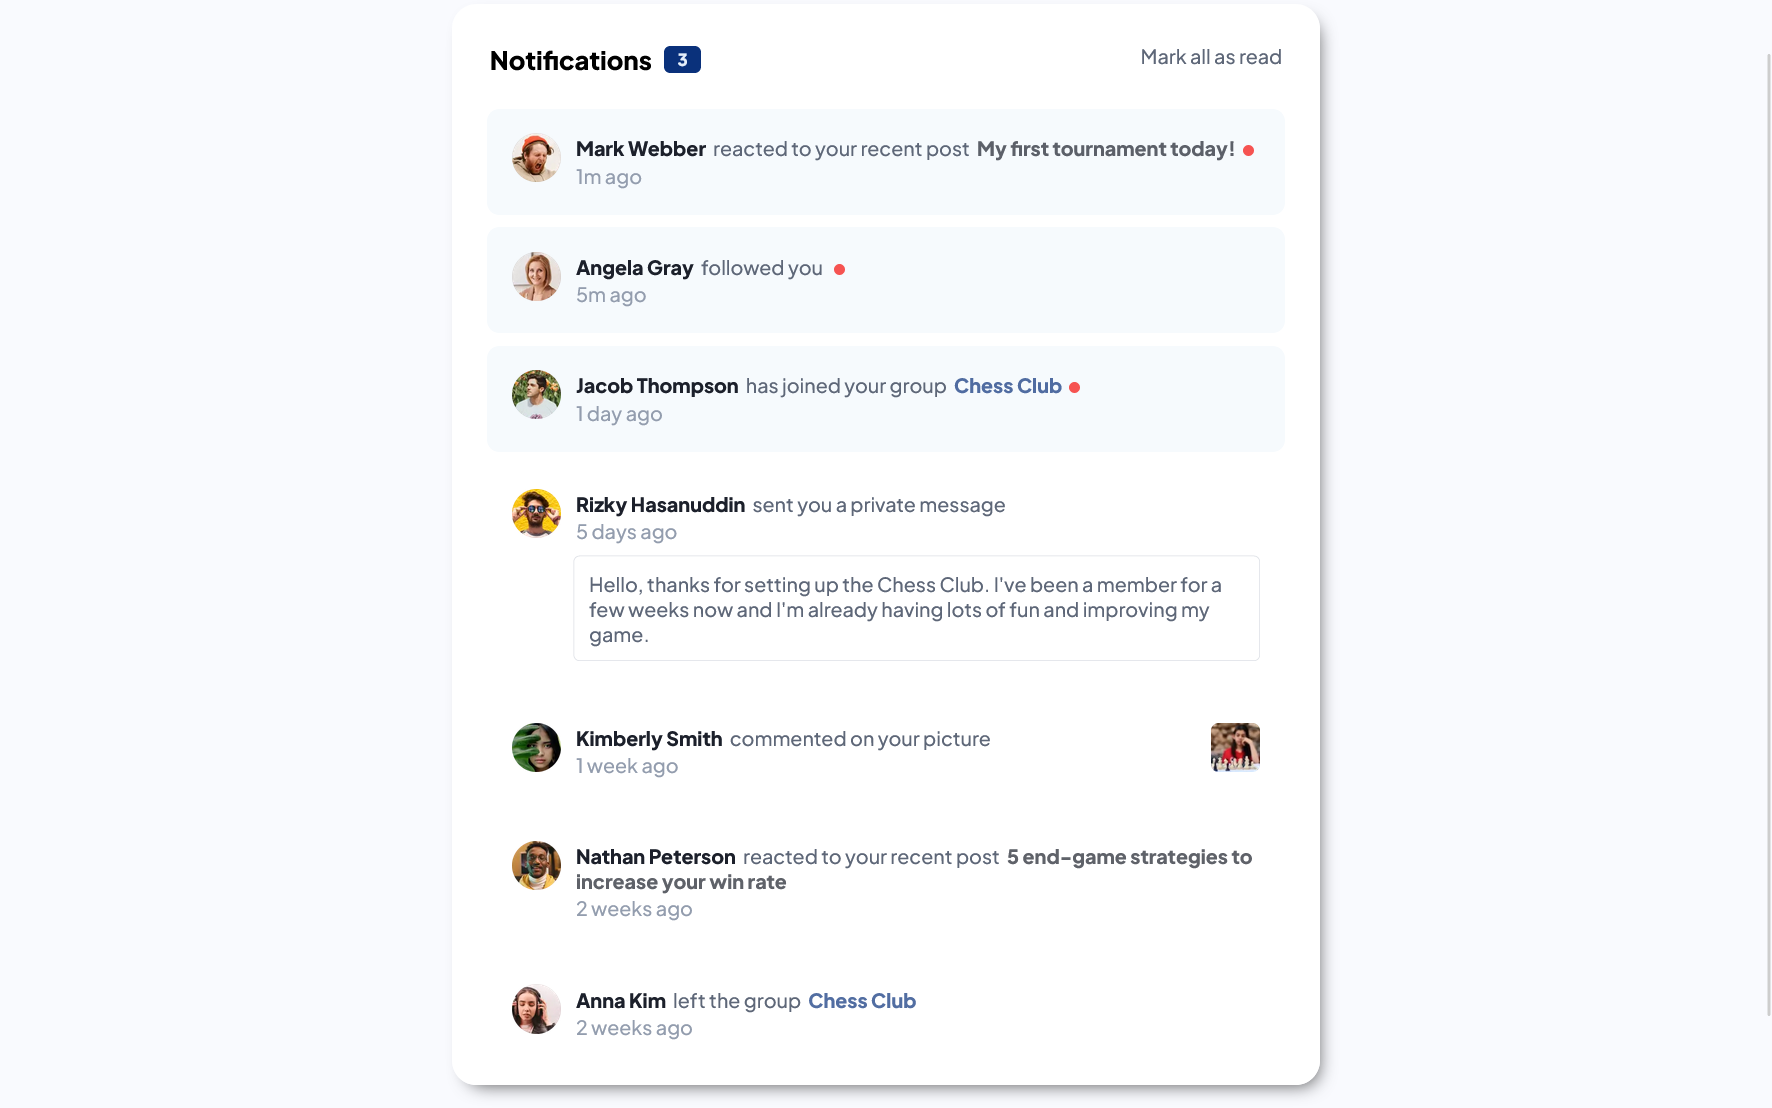 Notifications 3
Mark all as read
Mark Webber reacted to your recent post My first tournament today!
1m ago
Angela Gray followed you
5m ago
Jacob Thompson has joined your group Chess Club
1 day ago
Rizky Hasanuddin sent you a private message
5 days ago
Hello, thanks for setting up the Chess Club. I've been a member for a
few weeks now and I'm already having lots of fun and improving my
game.
Kimberly Smith commented on your picture
1 week ago
Nathan Peterson reacted to your recent post 5 end-game strategies to
increase your win rate
2 weeks ago
Anna Kim left the group Chess Club
2 weeks ago